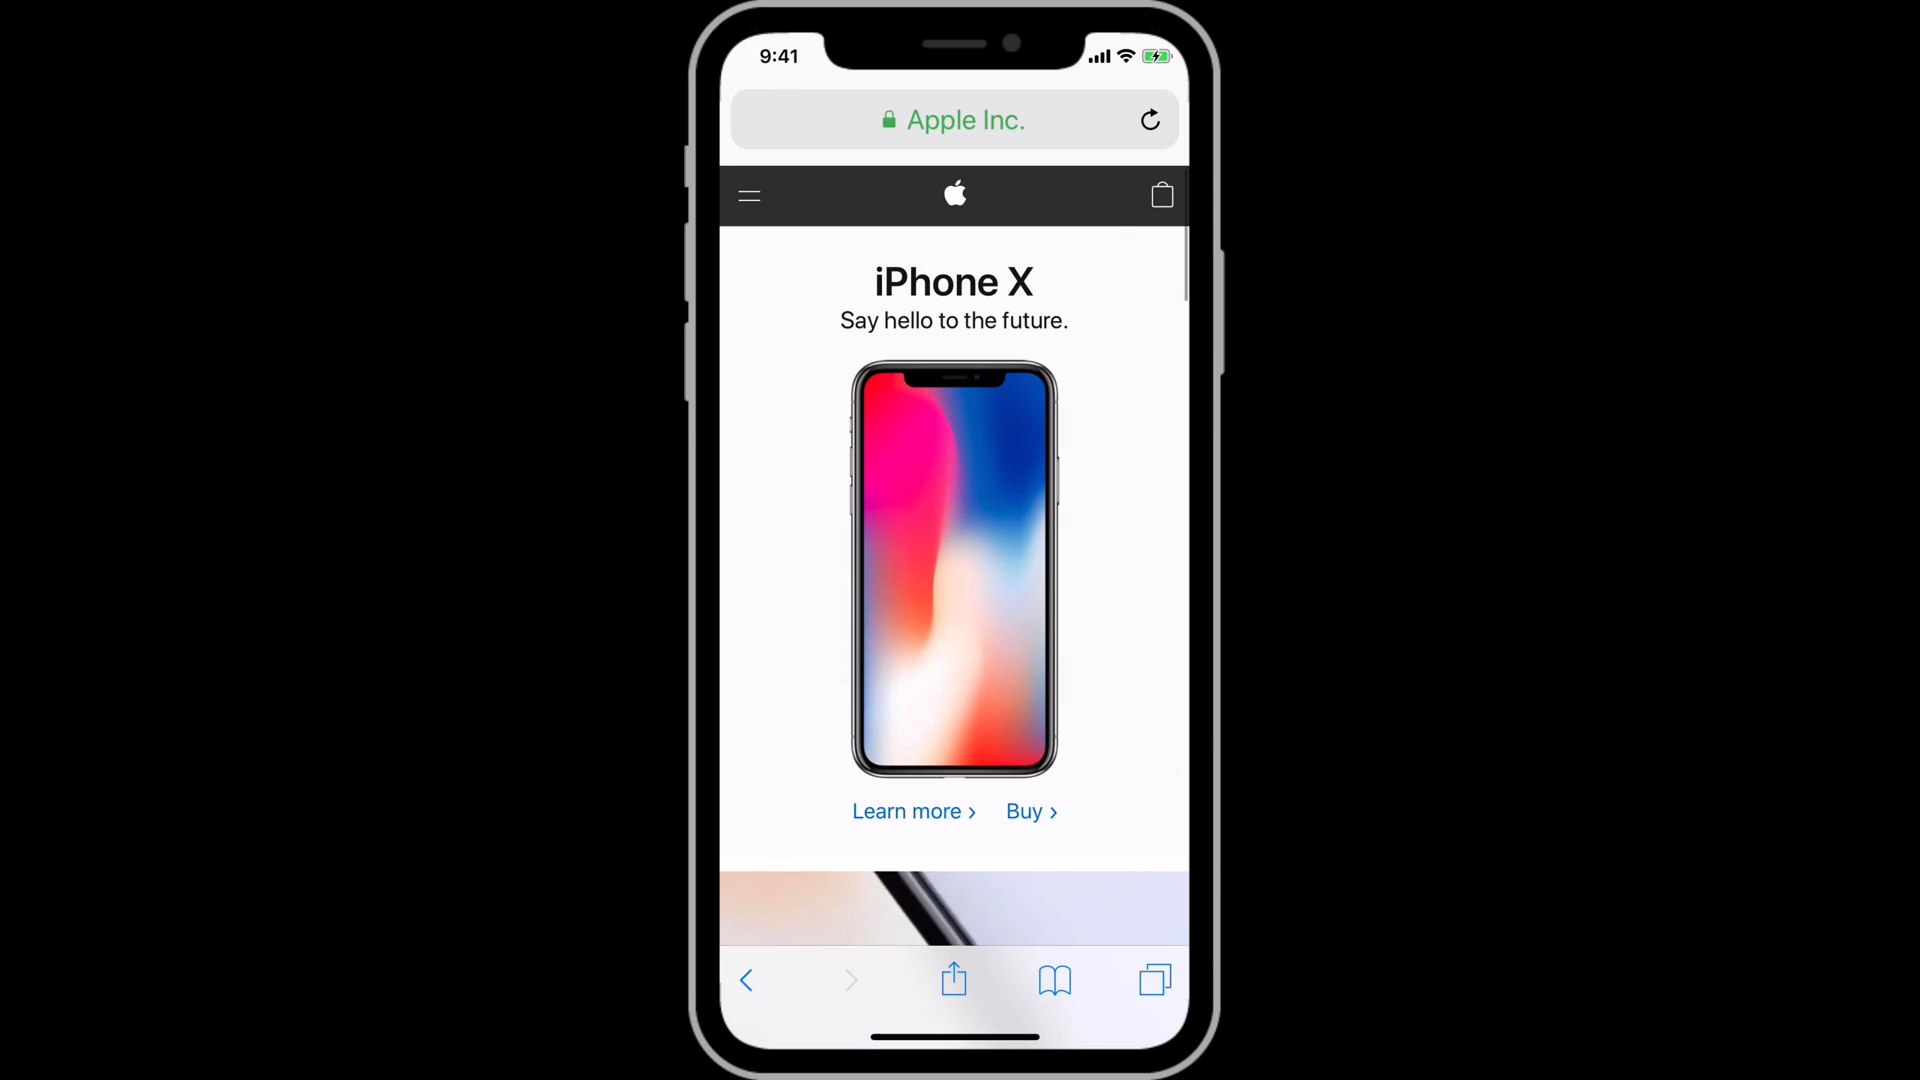 9:41
Apple Inc.
iPhone X
Say hello to the future.
Learn more › Buy ›